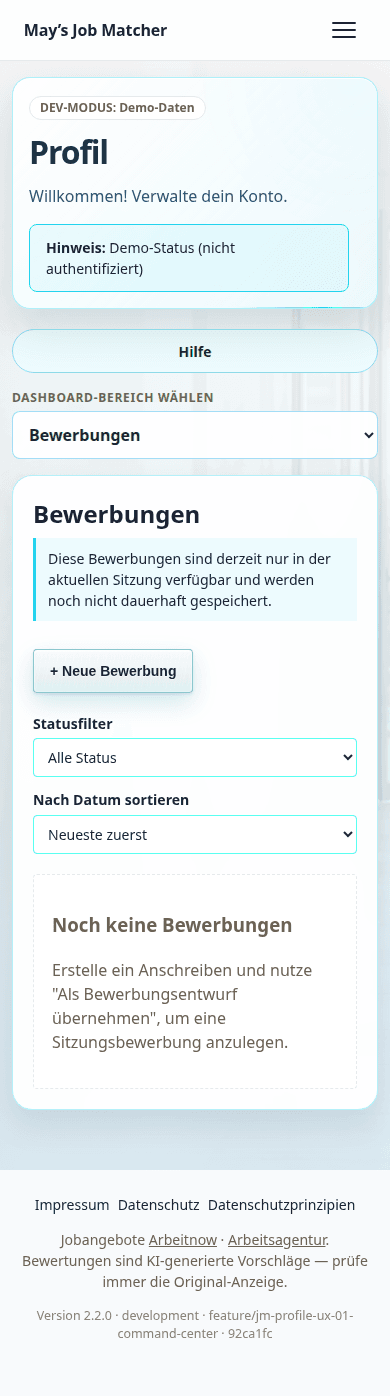 May’s Job Matcher
DEV-MODUS: Demo-Daten
Profil
Willkommen! Verwalte dein Konto.
Hinweis: Demo-Status (nicht
authentifiziert)
Hilfe
DASHBOARD-BEREICH WÄHLEN
Bewerbungen
Bewerbungen
Diese Bewerbungen sind derzeit nur in der
aktuellen Sitzung verfügbar und werden
noch nicht dauerhaft gespeichert.
+ Neue Bewerbung
Statusfilter
Alle Status
Nach Datum sortieren
Neueste zuerst
Noch keine Bewerbungen
Erstelle ein Anschreiben und nutze
"Als Bewerbungsentwurf
übernehmen", um eine
Sitzungsbewerbung anzulegen.
Impressum Datenschutz Datenschutzprinzipien
Jobangebote Arbeitnow · Arbeitsagentur.
Bewertungen sind KI-generierte Vorschläge — prüfe
immer die Original-Anzeige.
Version 2.2.0 · development · feature/jm-profile-ux-01-
command-center · 92ca1fc